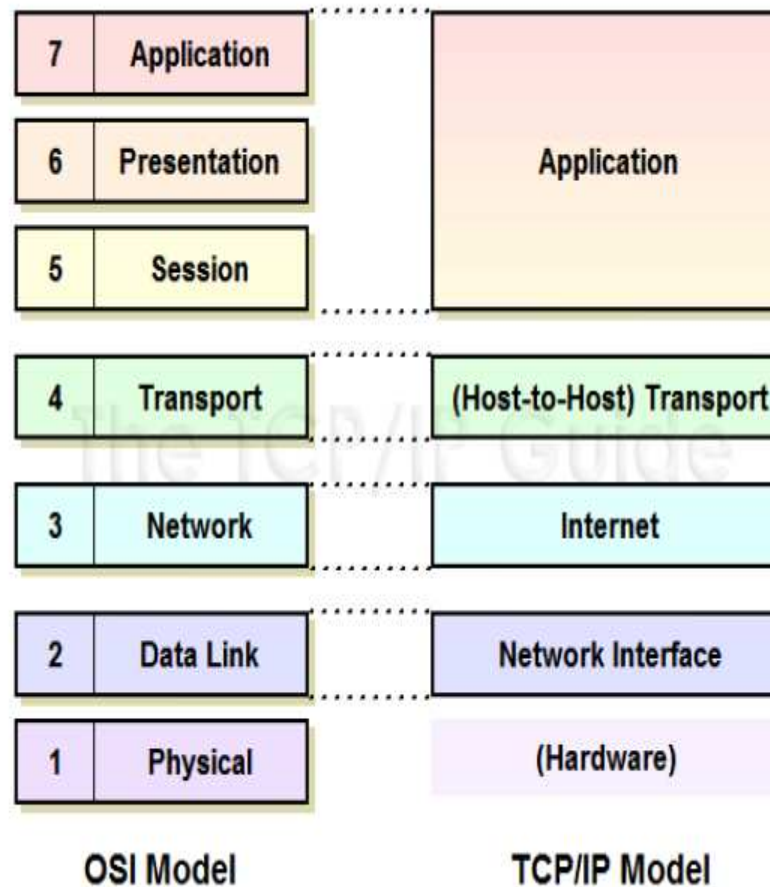 7 Application
6 Presentation
Application
5 Session
4 Transport
(Host-to-Host) Transport
The TCP/IP Guide
3 Network
Internet
2 Data Link
Network Interface
1 Physical
(Hardware)
OSI Model
TCP/IP Model